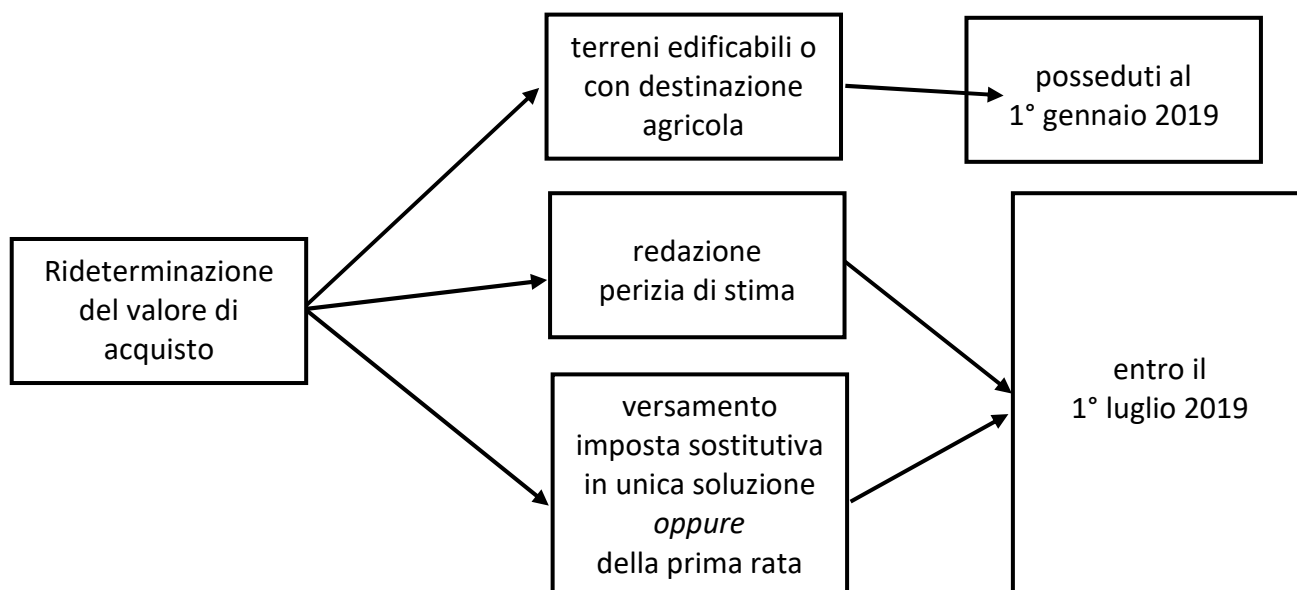 terreni edificabili o
con destinazione
agricola
posseduti al
1° gennaio 2019
Rideterminazione
del valore di
acquisto
redazione
perizia di stima
versamento
imposta sostitutiva
in unica soluzione
oppure
della prima rata
entro il
1° luglio 2019